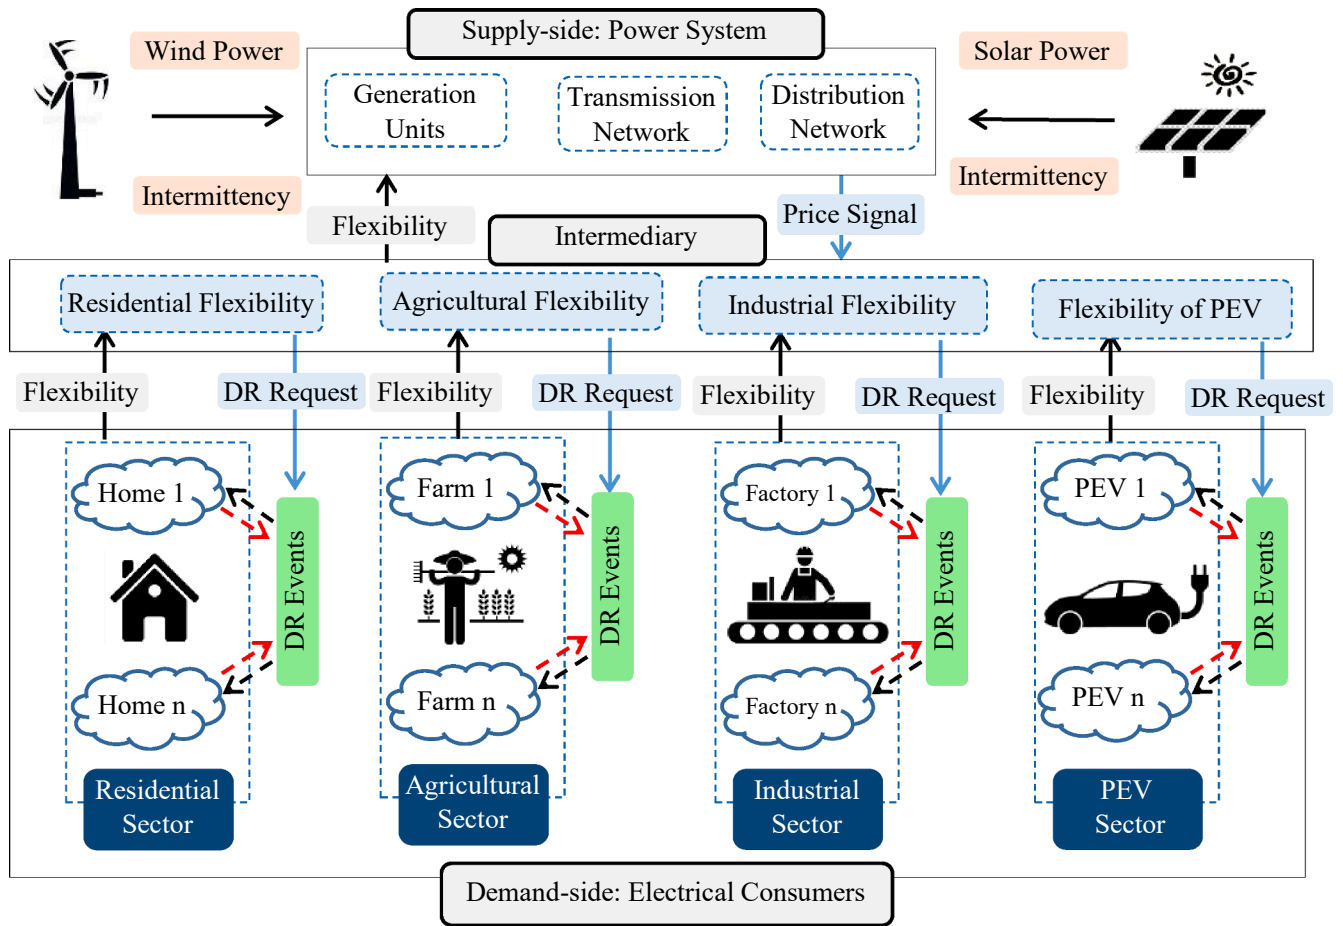 Supply-side: Power System
Wind Power
Solar Power
Generation
Units
Transmission
Network
Distribution
Network
Intermittency
Intermittency
Flexibility
Price Signal
Intermediary
Residential Flexibility
Agricultural Flexibility
Industrial Flexibility
Flexibility of PEV
Flexibility
DR Request
Flexibility
DR Request
Flexibility
DR Request
Flexibility
DR Request
Home 1
Farm 1
Factory 1
PEV 1
DR Events
DR Events
DR Events
DR Events
Home n
Farm n
Factory n
PEV n
Residential
Sector
Agricultural
Sector
Industrial
Sector
PEV
Sector
Demand-side: Electrical Consumers